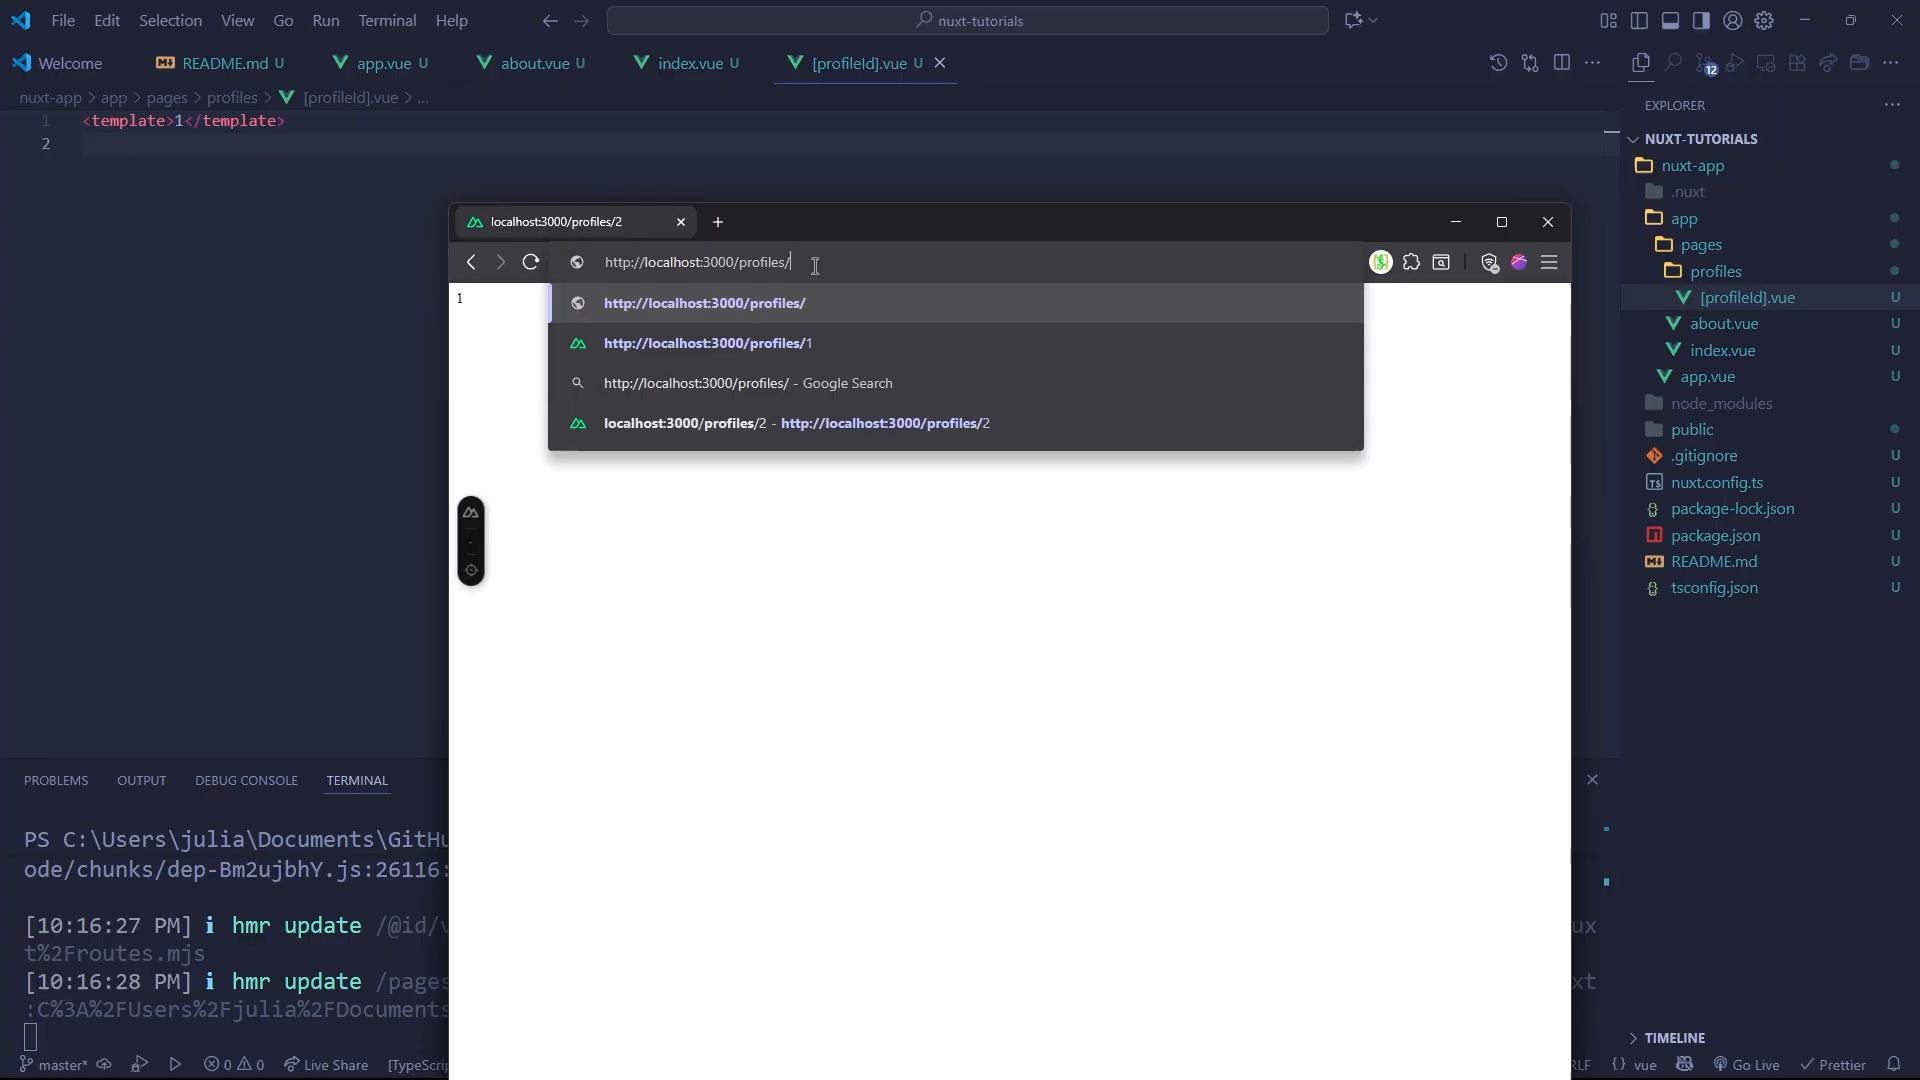 File Edit Selection View Go Run Terminal Help
nuxt-tutorials
Welcome
README.md U
app.vue U
about.vue U
index.vue U
[profileId].vue U
nuxt-app > app > pages > profiles > [profileId].vue > ...
1 <template>1</template>
2
localhost:3000/profiles/2
http://localhost:3000/profiles/
http://localhost:3000/profiles/
http://localhost:3000/profiles/1
http://localhost:3000/profiles/ - Google Search
localhost:3000/profiles/2 - http://localhost:3000/profiles/2
1
EXPLORER
NUXT-TUTORIALS
nuxt-app
.nuxt
app
pages
profiles
[profileId].vue U
about.vue U
index.vue U
app.vue U
node_modules
public
.gitignore U
nuxt.config.ts U
package-lock.json U
package.json U
README.md U
tsconfig.json U
TIMELINE
12
PROBLEMS OUTPUT DEBUG CONSOLE TERMINAL
PS C:\Users\julia\Documents\GitHu
ode/chunks/dep-Bm2ujbhY.js:26116:
[10:16:27 PM] i hmr update /@id/v
ux
t%2Froutes.mjs
[10:16:28 PM] i hmr update /pages
xt
:C%3A%2FUsers%2Fjulia%2FDocuments
master* 0 0 Live Share [TypeScrip
RLF {} vue Go Live Prettier